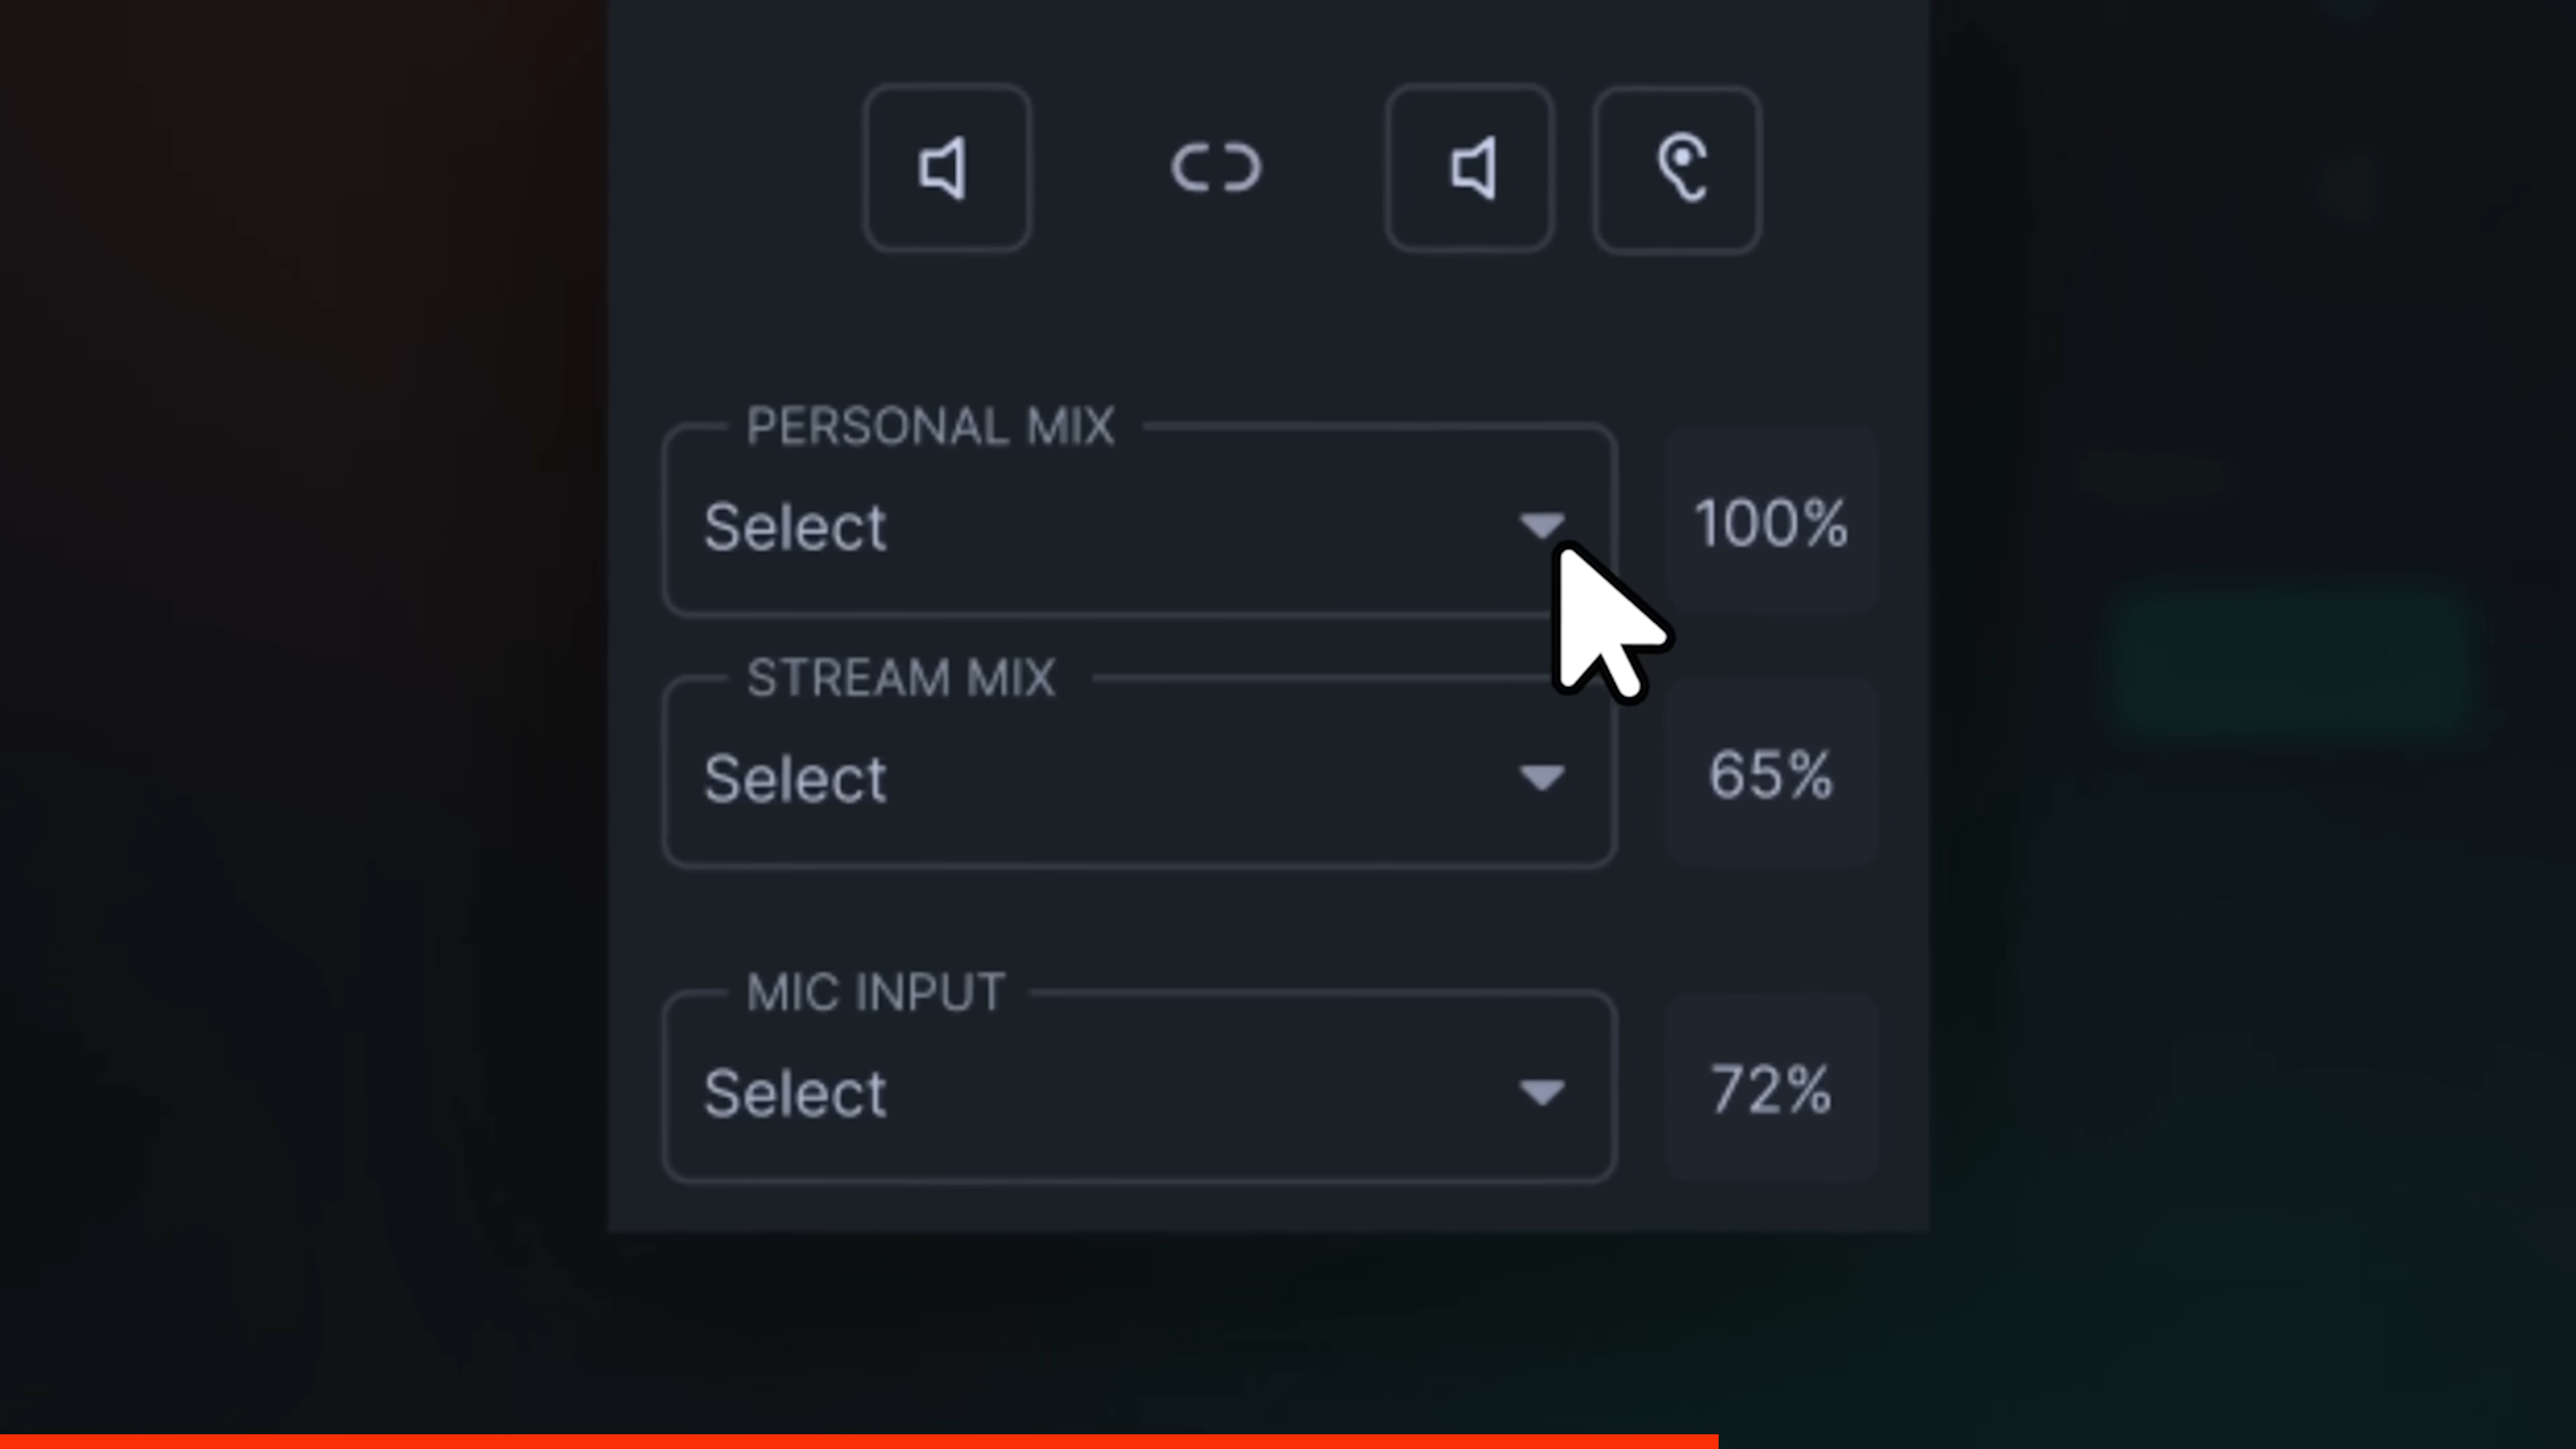 PERSONAL MIX
Select
100%
STREAM MIX
Select
65%
MIC INPUT
Select
72%